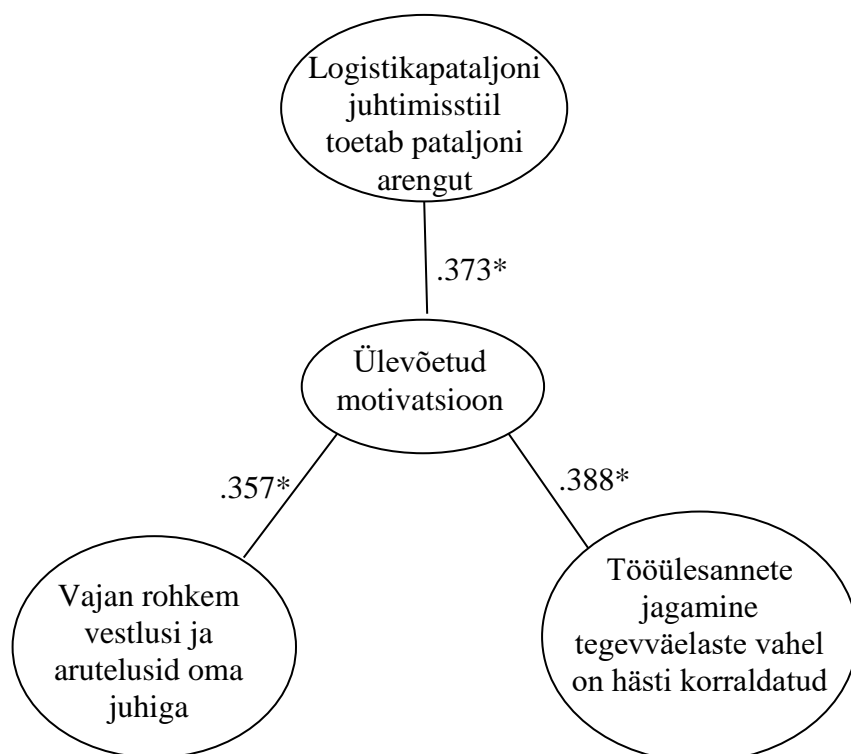 Logistikapataljoni
juhtimisstiil
toetab pataljoni
arengut
.373*
Ülevõetud
motivatsioon
.357*
.388*
Vajan rohkem
vestlusi ja
arutelusid oma
juhiga
Tööülesannete
jagamine
tegevväelaste vahel
on hästi korraldatud